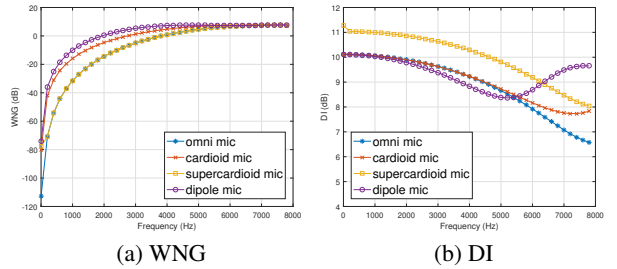 20
0
-20
-40
-60
-80
-100
-120
WNG (dB)
0 1000 2000 3000 4000 5000 6000 7000 8000
Frequency (Hz)
omni mic
cardioid mic
supercardioid mic
dipole mic
(a) WNG
12
11
10
9
8
7
6
5
4
DI (dB)
0 1000 2000 3000 4000 5000 6000 7000 8000
Frequency (Hz)
omni mic
cardioid mic
supercardioid mic
dipole mic
(b) DI